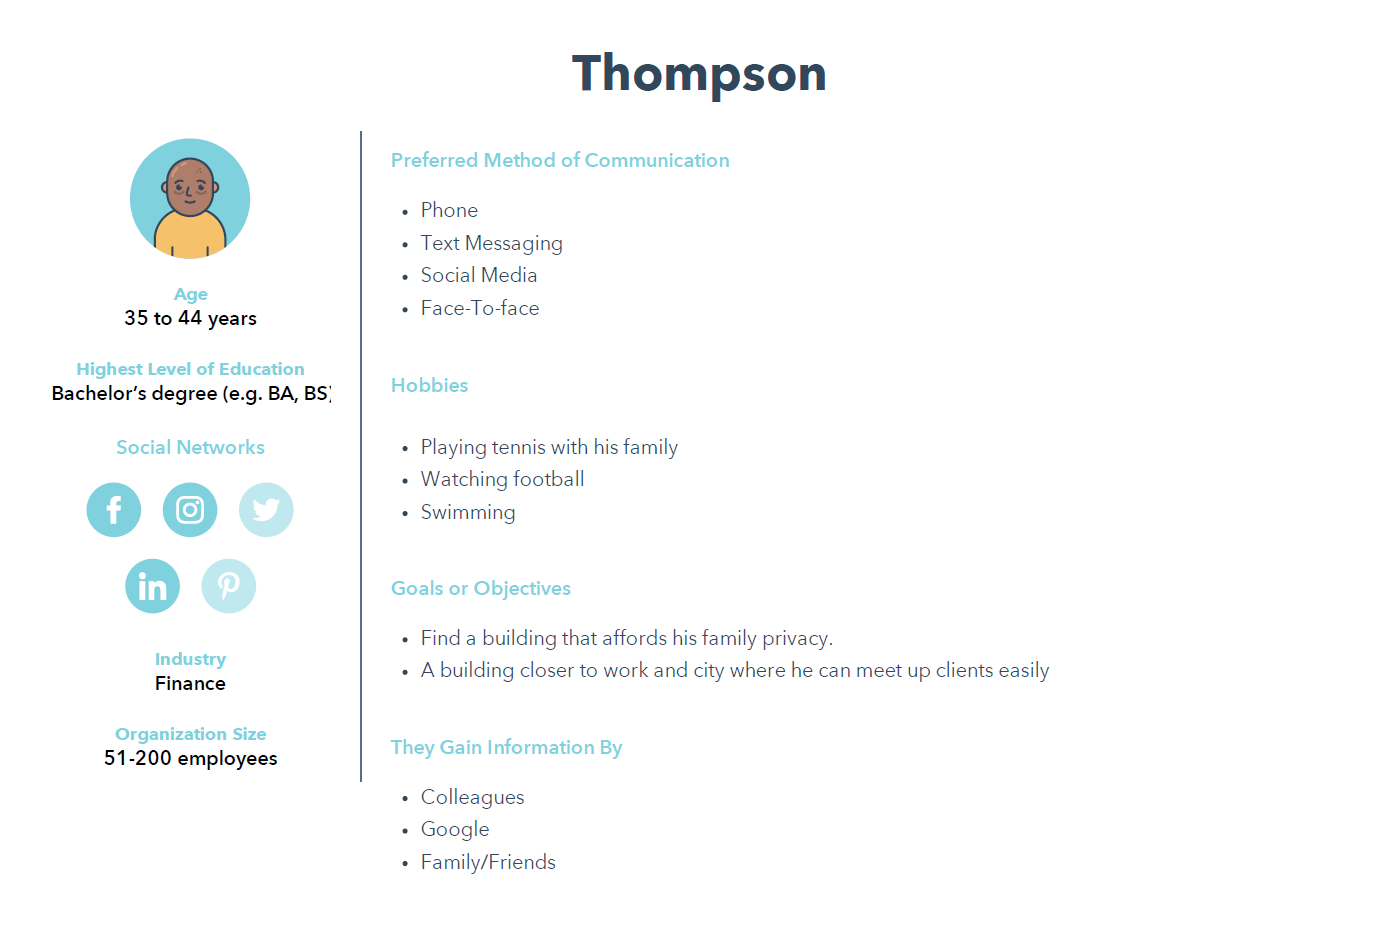 Thompson
Age
35 to 44 years
Highest Level of Education
Bachelor’s degree (e.g. BA, BS)
Social Networks
Industry
Finance
Organization Size
51-200 employees
Preferred Method of Communication
• Phone
• Text Messaging
• Social Media
• Face-To-face
Hobbies
• Playing tennis with his family
• Watching football
• Swimming
Goals or Objectives
• Find a building that affords his family privacy.
• A building closer to work and city where he can meet up clients easily
They Gain Information By
• Colleagues
• Google
• Family/Friends